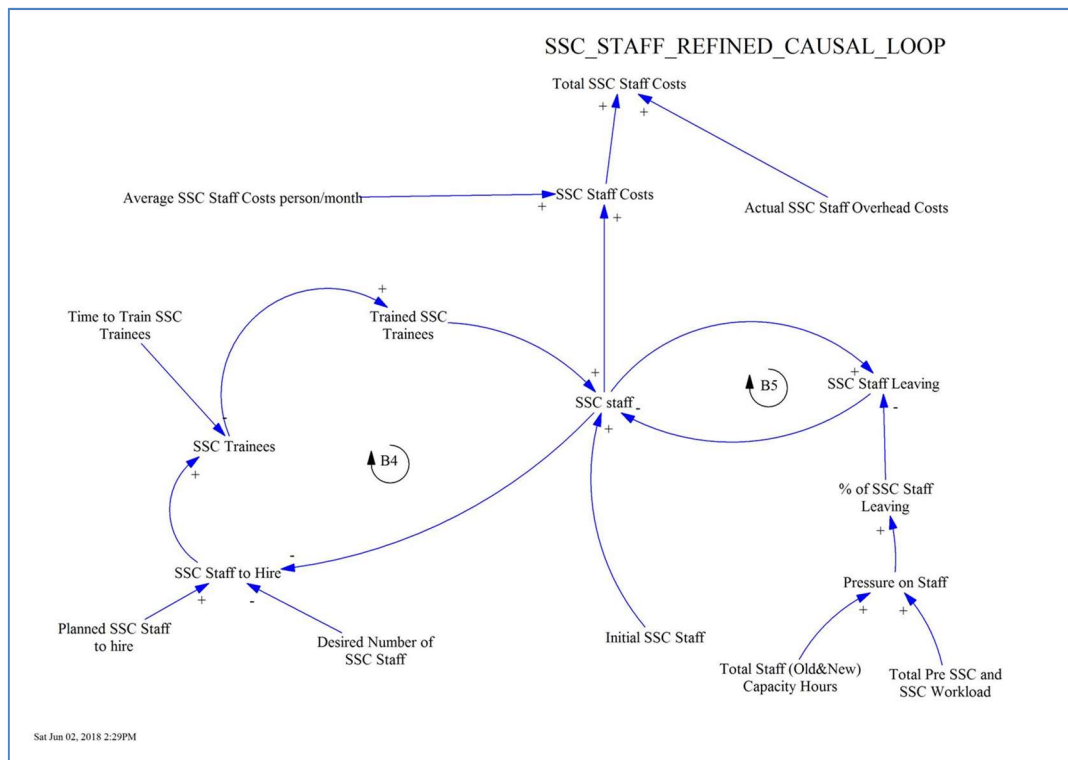 SSC_STAFF_REFINED_CAUSAL_LOOP
Total SSC Staff Costs
+
+
Average SSC Staff Costs person/month
SSC Staff Costs
+
+
Actual SSC Staff Overhead Costs
+
Time to Train SSC
Trainees
Trained SSC
Trainees
+
+
B5
SSC Staff Leaving
SSC staff
-
-
-
+
SSC Trainees
+
B4
% of SSC Staff
Leaving
+
-
SSC Staff to Hire
Pressure on Staff
+
-
+
+
Planned SSC Staff
to hire
Desired Number of
SSC Staff
Initial SSC Staff
Total Staff (Old&New)
Capacity Hours
Total Pre SSC and
SSC Workload
Sat Jun 02, 2018 2:29PM